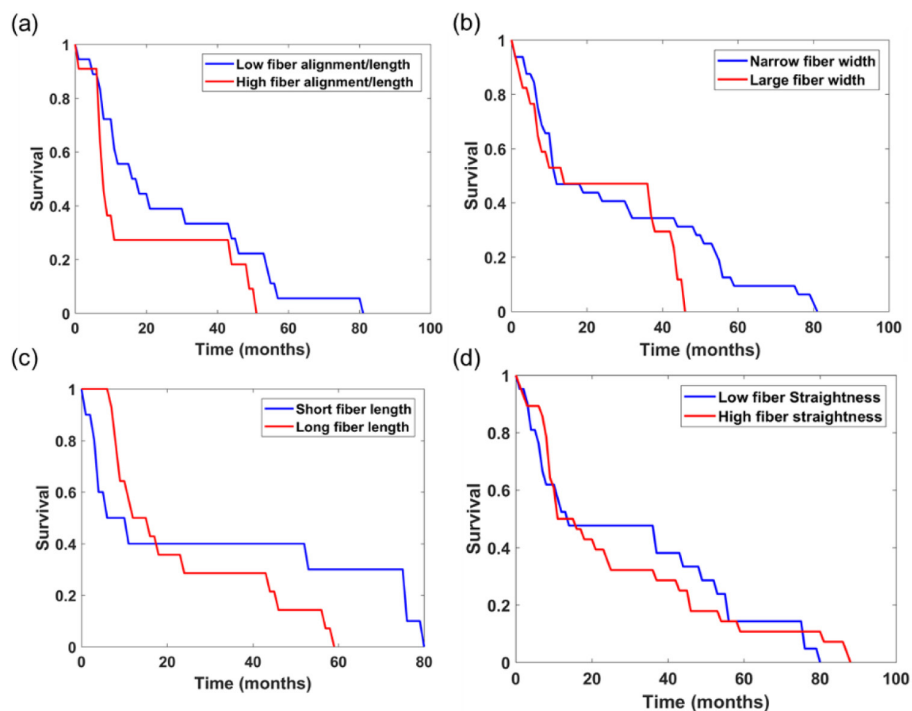 (a)
Low fiber alignment/length
High fiber alignment/length
Survival
1
0.8
0.6
0.4
0.2
0
0 20 40 60 80 100
Time (months)
(b)
Narrow fiber width
Large fiber width
Survival
1
0.8
0.6
0.4
0.2
0
0 20 40 60 80 100
Time (months)
(c)
Short fiber length
Long fiber length
Survival
1
0.8
0.6
0.4
0.2
0
0 20 40 60 80
Time (months)
(d)
Low fiber Straightness
High fiber straightness
Survival
1
0.8
0.6
0.4
0.2
0
0 20 40 60 80 100
Time (months)